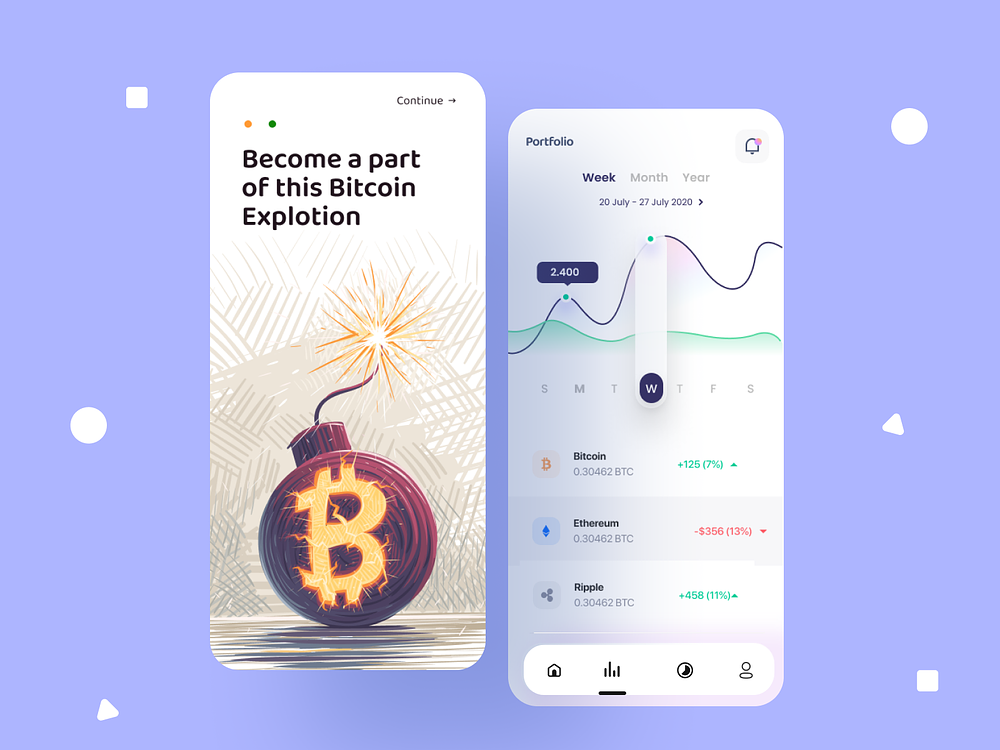 Continue →
Become a part
of this Bitcoin
Explotion
Portfolio
Week Month Year
20 July - 27 July 2020 >
2.400
S M T W T F S
Bitcoin
0.30462 BTC
+125 (7%)
Ethereum
0.30462 BTC
-$356 (13%)
Ripple
0.30462 BTC
+458 (11%)